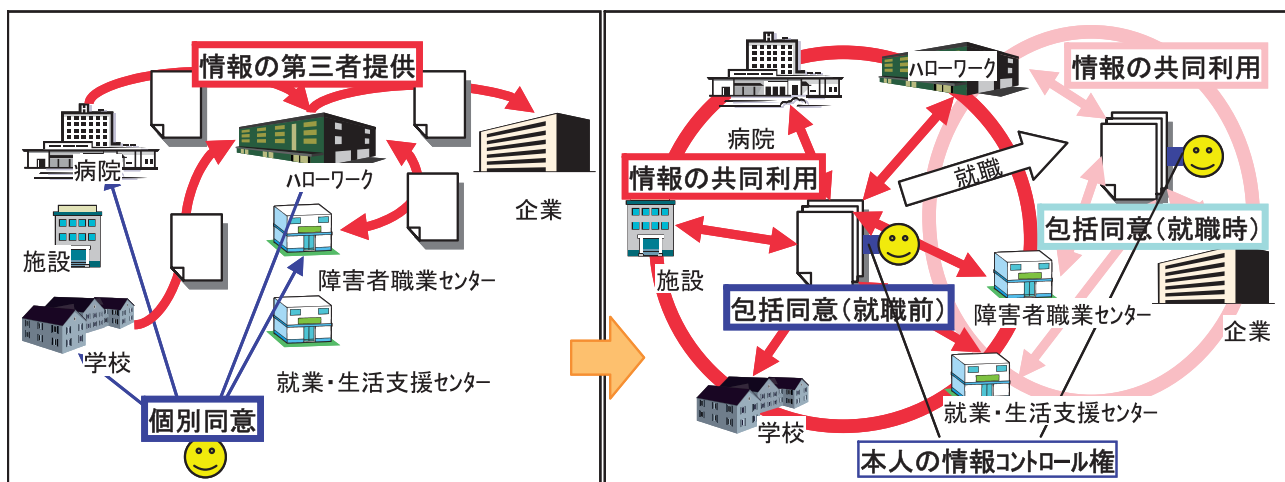 情報の第三者提供
病院
ハローワーク
企業
施設
障害者職業センター
学校
就業・生活支援センター
個別同意
ハローワーク
情報の共同利用
病院
就職
情報の共同利用
包括同意(就職時)
施設
包括同意(就職前)
障害者職業センター
企業
就業・生活支援センター
学校
本人の情報コントロール権